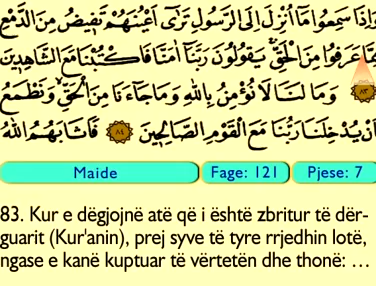 وَإِذَا سَمِعُوا مَا أُنْزِلَ إِلَى الرَّسُولِ تَرَى أَعْيُنَهُمْ تَفِيضُ مِنَ الدَّمْعِ
مِمَّا عَرَفُوا مِنَ الْحَقِّ يَقُولُونَ رَبَّنَا آمَنَّا فَاكْتُبْنَا مَعَ الشَّاهِدِينَ
﴿٨٣﴾ وَمَا لَنَا لَا نُؤْمِنُ بِاللَّهِ وَمَا جَاءَنَا مِنَ الْحَقِّ وَنَطْمَعُ
أَنْ يُدْخِلَنَا رَبُّنَا مَعَ الْقَوْمِ الصَّالِحِينَ ﴿٨٤﴾ فَأَثَابَهُمُ اللَّهُ
Maide Fage: 121 Pjese: 7
83. Kur e dëgjojnë atë që i është zbritur të dër-
guarit (Kur'anin), prej syve të tyre rrjedhin lotë,
ngase e kanë kuptuar të vërtetën dhe thonë: ...